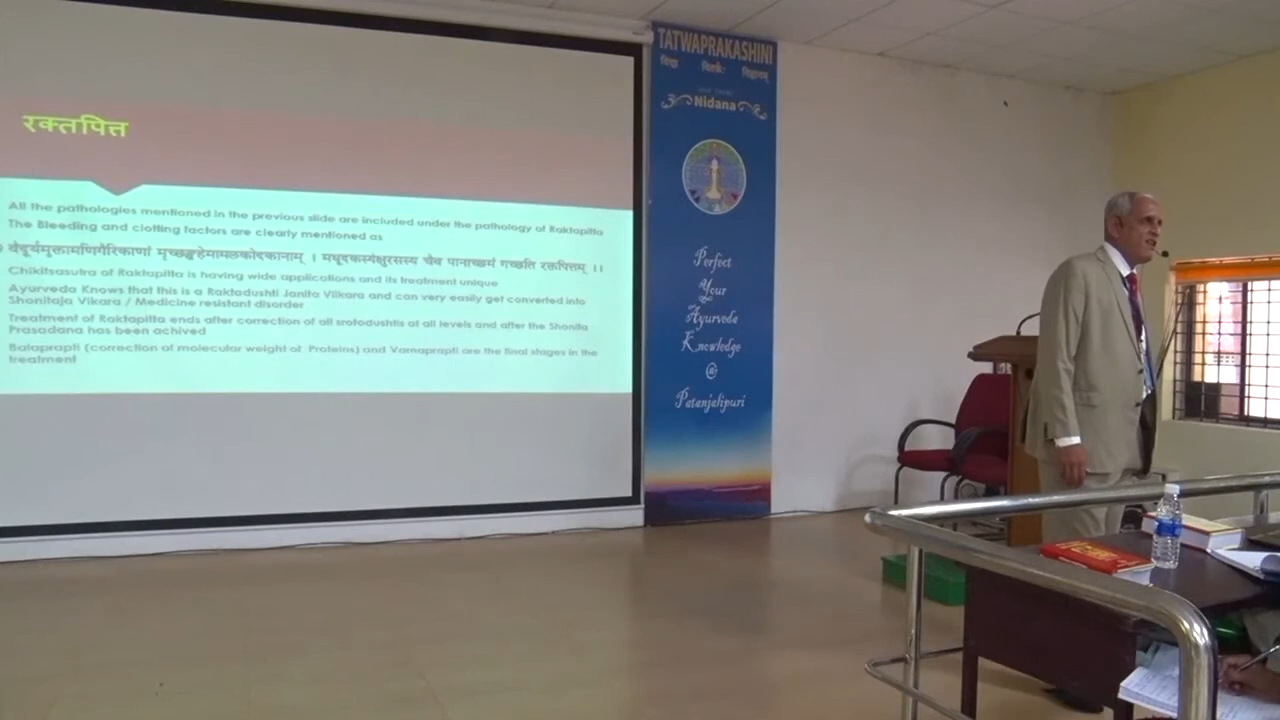 रक्तपित्त
All the pathologies mentioned in the previous slide are included under the pathology of Raktapitta
The Bleeding and clotting factors are clearly mentioned as
वैदूर्यमुक्तामणिगैरिकाणां मृच्छङ्खहेमामलकोदकानाम् । मधूदकस्येक्षुरसस्य चैव पानाच्छमं गच्छति रक्तपित्तम् ।।
Chikitsasutra of Raktapitta is having wide applications and its treatment unique
Ayurveda Knows that this is a Raktadushti Janita Viikara and can very easily get converted into
Shonitaja Vikara / Medicine resistant disorder
Treatment of Raktapitta ends after correction of all srotodushtis at all levels and after the Shonita
Prasadana has been achived
Balaprapti (correction of molecular weight of Proteins) and Varnaprapti are the final stages in the
treatment
TATWAPRAKASHINI
Nidana
Perfect
Your
Ayurveda
Knowledge
@
Patanjalipuri